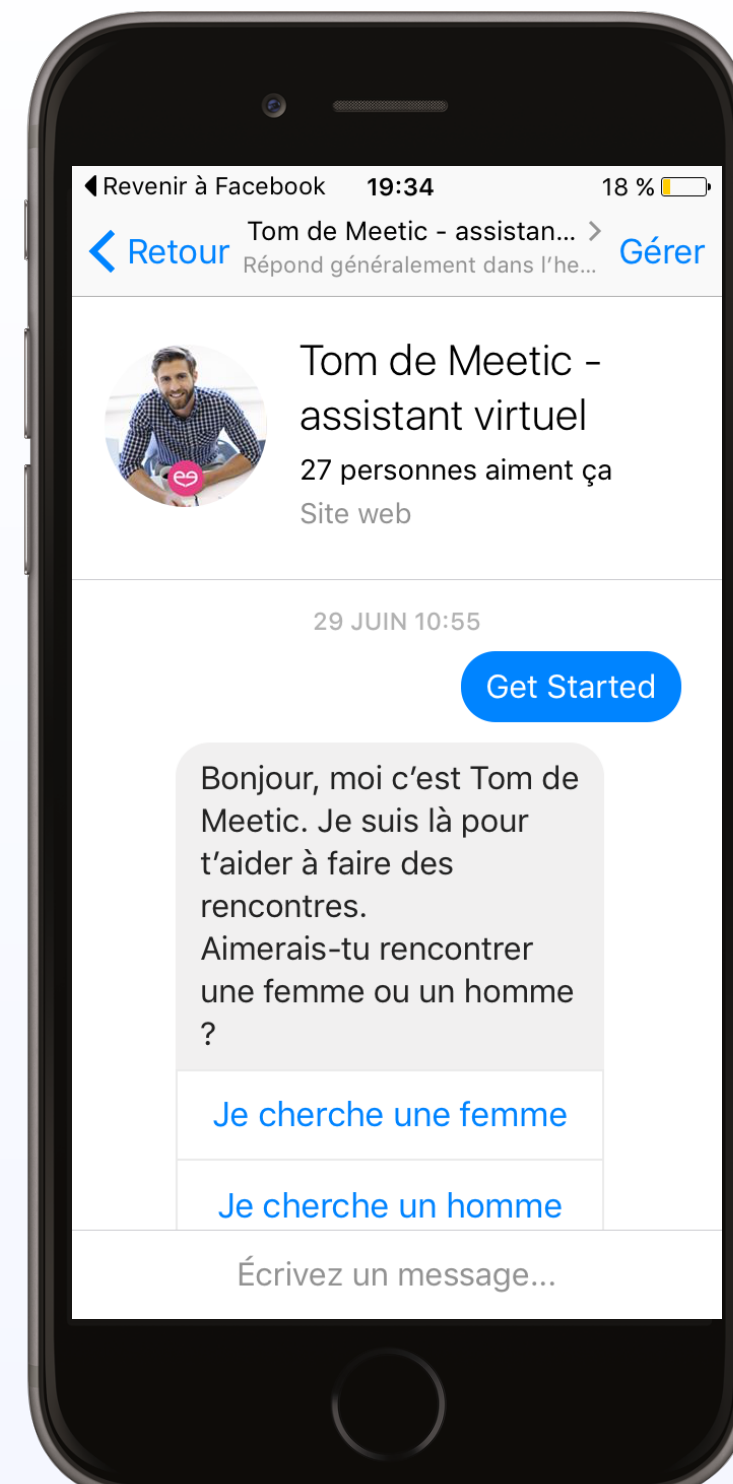 Revenir à Facebook 19:34 18 %
Retour Tom de Meetic - assistan... Gérer
Répond généralement dans l’he...
Tom de Meetic -
assistant virtuel
27 personnes aiment ça
Site web
29 JUIN 10:55
Get Started
Bonjour, moi c’est Tom de
Meetic. Je suis là pour
t’aider à faire des
rencontres.
Aimerais-tu rencontrer
une femme ou un homme
?
Je cherche une femme
Je cherche un homme
Écrivez un message...